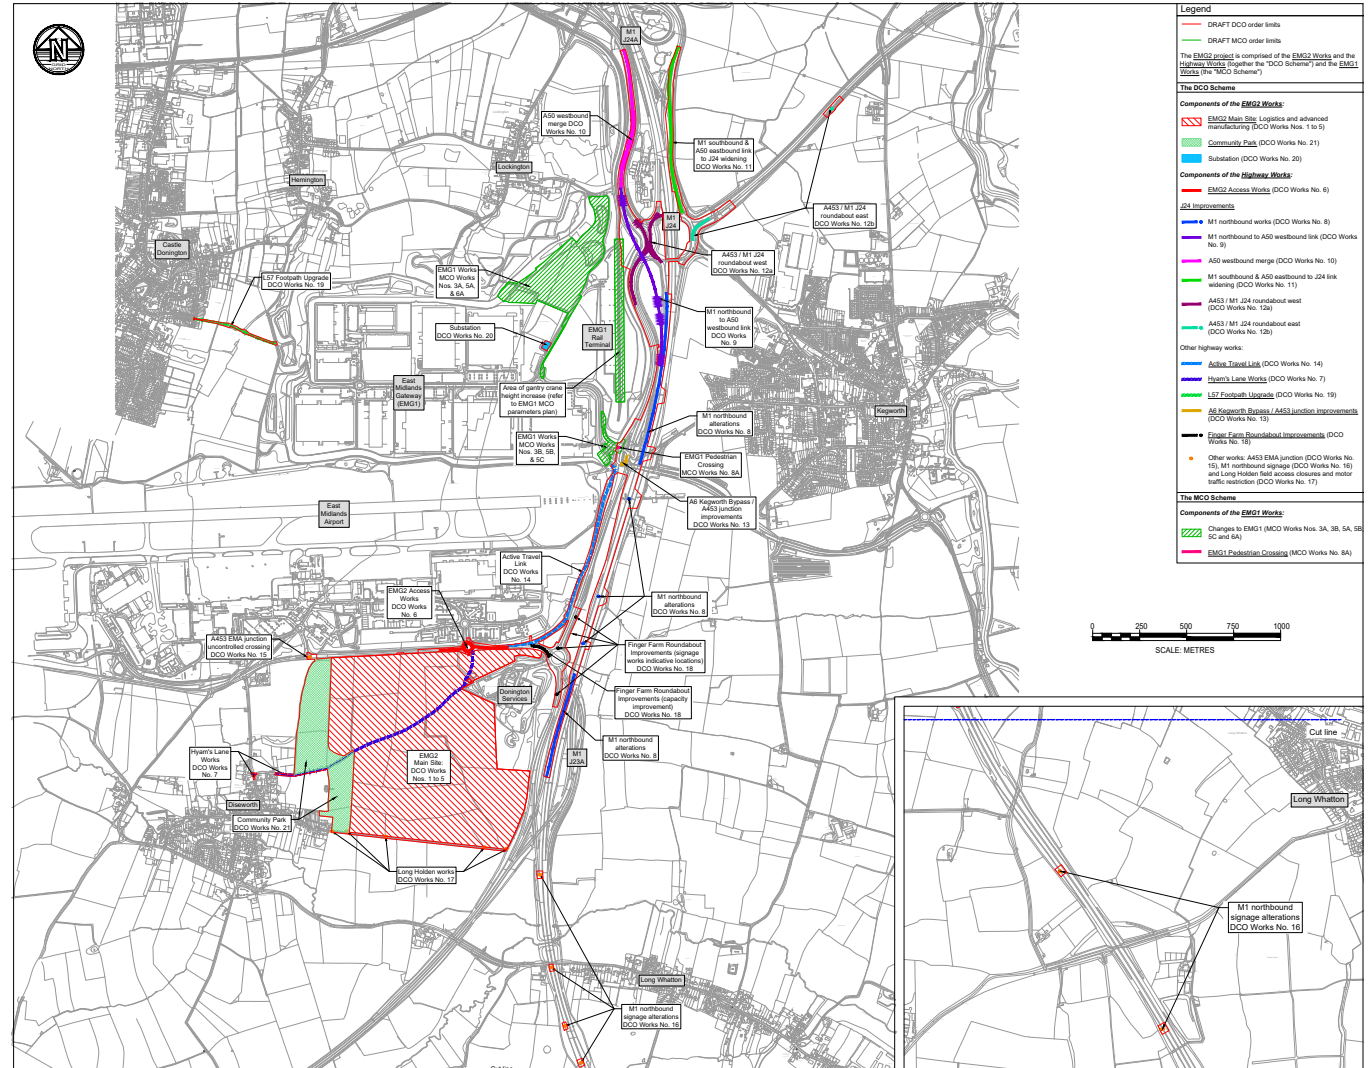 M1
J24A
A50 westbound
merge DCO
Works No. 10
M1 southbound &
A50 eastbound link
to J24 widening
DCO Works No. 11
Lockington
Hemington
Castle
Donington
M1
J24
A453 / M1 J24
roundabout east
DCO Works No. 12b
A453 / M1 J24
roundabout west
DCO Works No. 12a
L57 Footpath Upgrade
DCO Works No. 19
EMG1 Works
MCO Works
Nos. 3A, 5A,
& 6A
Substation
DCO Works No. 20
EMG1
Rail
Terminal
M1 northbound
to A50
westbound link
DCO Works
No. 9
East
Midlands
Gateway
(EMG1)
Area of gantry crane
height increase (refer
to EMG1 MCO
parameters plan)
Kegworth
M1 northbound
alterations
DCO Works No. 8
EMG1 Works
MCO Works
Nos. 3B, 5B,
& 5C
EMG1 Pedestrian
Crossing
MCO Works No. 8A
A6 Kegworth Bypass /
A453 junction
improvements
DCO Works No. 13
East
Midlands
Airport
Active Travel
Link
DCO Works
No. 14
EMG2 Access
Works
DCO Works
No. 6
M1 northbound
alterations
DCO Works No. 8
A453 EMA junction
uncontrolled crossing
DCO Works No. 15
Finger Farm Roundabout
Improvements (signage
works indicative locations)
DCO Works No. 18
Donington
Services
Finger Farm Roundabout
Improvements (capacity
improvement)
DCO Works No. 18
M1 northbound
alterations
DCO Works No. 8
M1
J23A
Hyam's Lane
Works
DCO Works
No. 7
EMG2
Main Site:
DCO Works
Nos. 1 to 5
Diseworth
Community Park
DCO Works No. 21
Long Holden works
DCO Works No. 17
Long Whatton
M1 northbound
signage alterations
DCO Works No. 16
Legend
DRAFT DCO order limits
DRAFT MCO order limits
The EMG2 project is comprised of the EMG2 Works and the
Highway Works (together the "DCO Scheme") and the EMG1
Works (the "MCO Scheme")
The DCO Scheme
Components of the EMG2 Works:
EMG2 Main Site: Logistics and advanced
manufacturing (DCO Works Nos. 1 to 5)
Community Park (DCO Works No. 21)
Substation (DCO Works No. 20)
Components of the Highway Works:
EMG2 Access Works (DCO Works No. 6)
J24 Improvements
M1 northbound works (DCO Works No. 8)
M1 northbound to A50 westbound link (DCO Works
No. 9)
A50 westbound merge (DCO Works No. 10)
M1 southbound & A50 eastbound to J24 link
widening (DCO Works No. 11)
A453 / M1 J24 roundabout west
(DCO Works No. 12a)
A453 / M1 J24 roundabout east
(DCO Works No. 12b)
Other highway works:
Active Travel Link (DCO Works No. 14)
Hyam's Lane Works (DCO Works No. 7)
L57 Footpath Upgrade (DCO Works No. 19)
A6 Kegworth Bypass / A453 junction improvements
(DCO Works No. 13)
Finger Farm Roundabout Improvements (DCO
Works No. 18)
Other works: A453 EMA junction (DCO Works No.
15), M1 northbound signage (DCO Works No. 16)
and Long Holden field access closures and motor
traffic restriction (DCO Works No. 17)
The MCO Scheme
Components of the EMG1 Works:
Changes to EMG1 (MCO Works Nos. 3A, 3B, 5A, 5B
5C and 6A)
EMG1 Pedestrian Crossing (MCO Works No. 8A)
0 250 500 750 1000
SCALE: METRES
Cut line
Long Whatton
M1 northbound
signage alterations
DCO Works No. 16